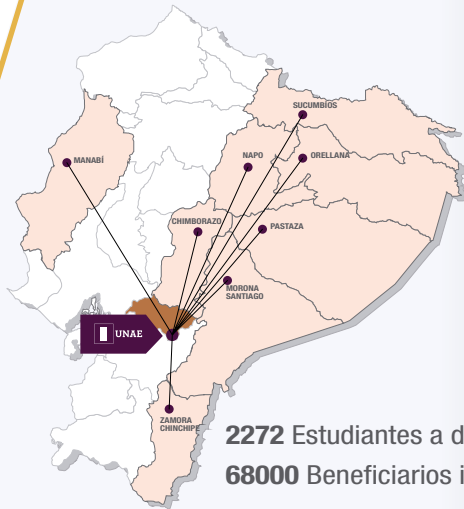 SUCUMBÍOS
MANABÍ
NAPO
ORELLANA
CHIMBORAZO
PASTAZA
MORONA
SANTIAGO
UNAE
ZAMORA
CHINCHIPE
2272 Estudiantes a d
68000 Beneficiarios i